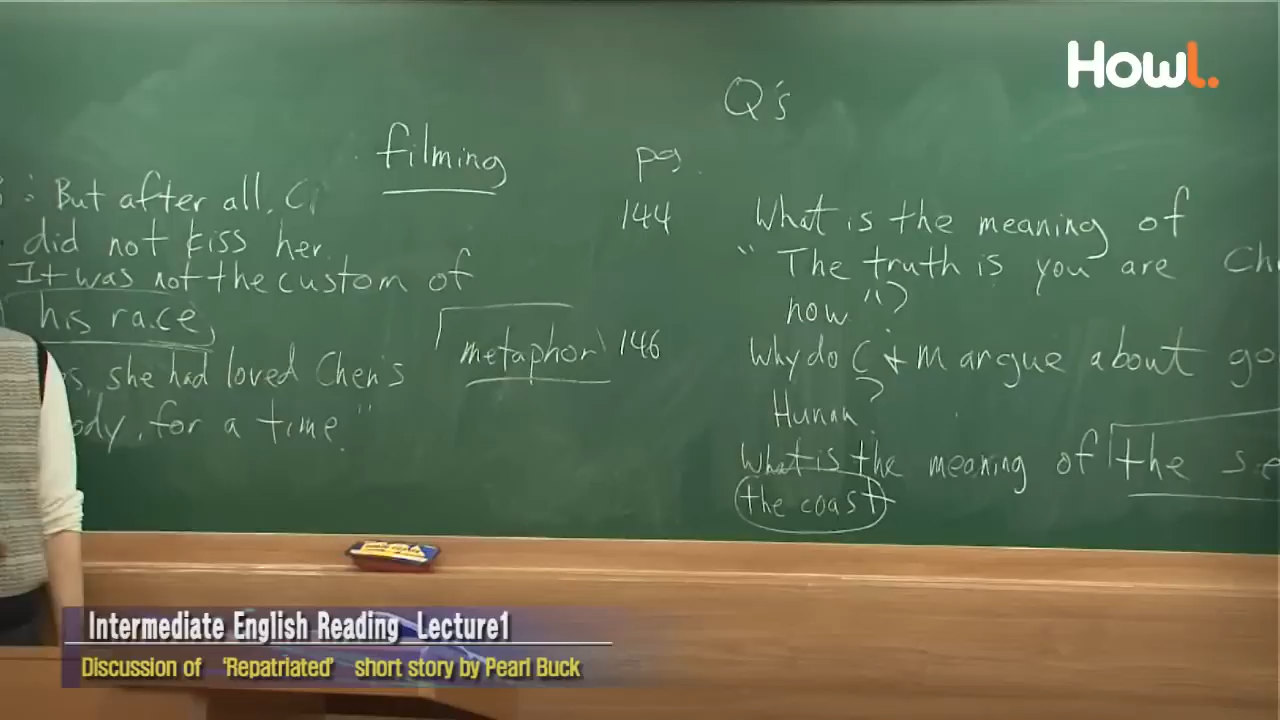 Howl.
Q's
filming
pg.
But after all, C
did not kiss her.
It was not the custom of
his race
she had loved Chen's
for a time"
metaphor
144
What is the meaning of
"The truth is you are
now"?
146
Why do C + M argue about
Hunan?
What is the meaning of the
the coast
Intermediate English Reading Lecture1
Discussion of 'Repatriated' short story by Pearl Buck